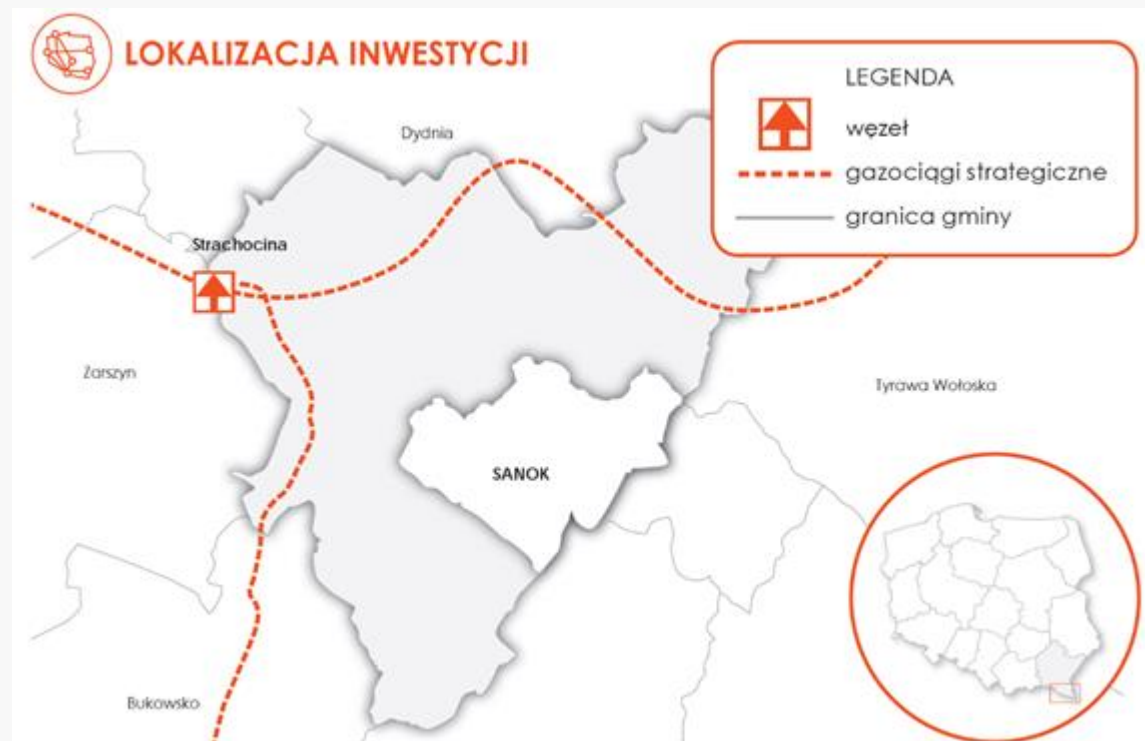 LOKALIZACJA INWESTYCJI
LEGENDA
węzeł
gazociągi strategiczne
granica gminy
Dydnia
Strachocina
Zarszyn
Tyrawa Wołoska
SANOK
Bukowsko